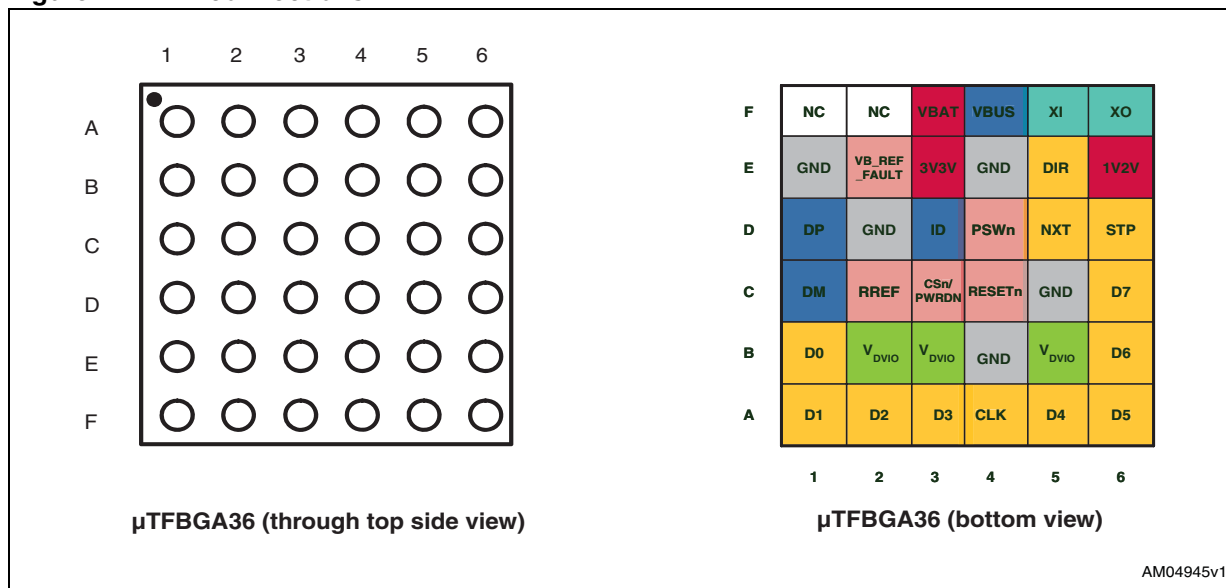 1 2 3 4 5 6
A
B
C
D
E
F
µTFBGA36 (through top side view)
F NC NC VBAT VBUS XI XO
E GND VB_REF_FAULT 3V3V GND DIR 1V2V
D DP GND ID PSWn NXT STP
C DM RREF CSn/PWRDN RESETn GND D7
B D0 VDVIO VDVIO GND VDVIO D6
A D1 D2 D3 CLK D4 D5
1 2 3 4 5 6
µTFBGA36 (bottom view)
AM04945v1